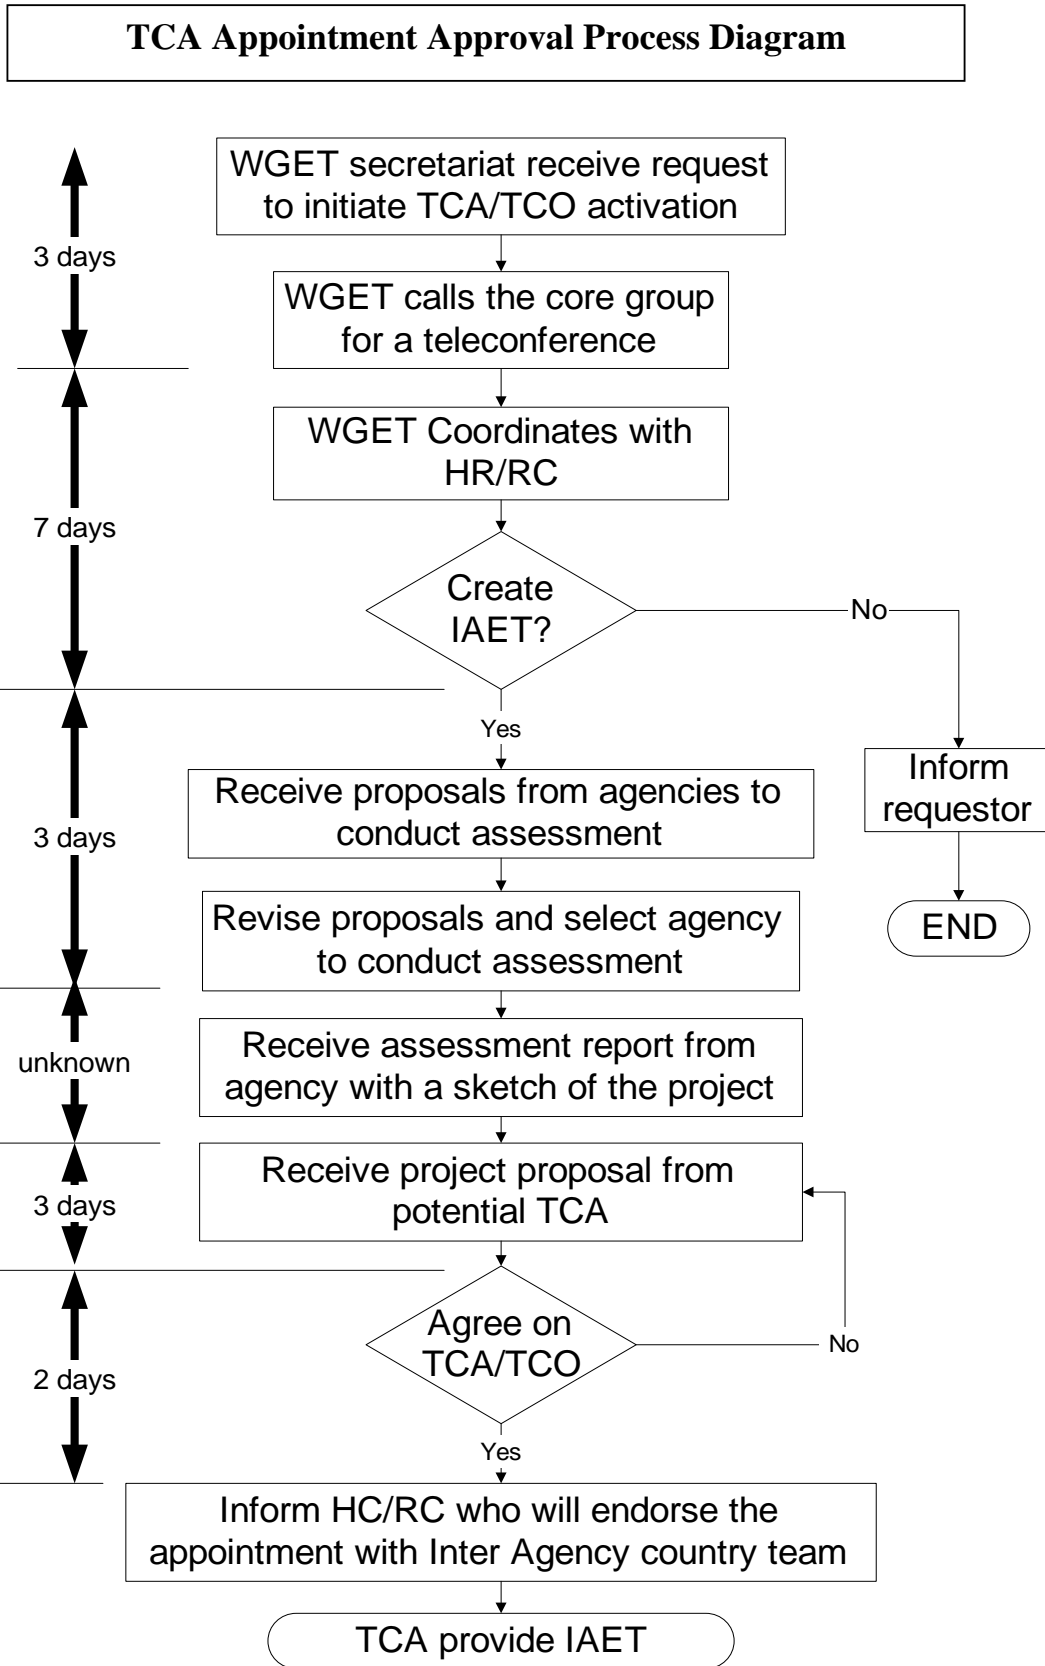 TCA Appointment Approval Process Diagram
WGET secretariat receive request
to initiate TCA/TCO activation
3 days
WGET calls the core group
for a teleconference
WGET Coordinates with
HR/RC
7 days
Create
IAET?
No
Yes
Inform
requestor
Receive proposals from agencies to
conduct assessment
3 days
Revise proposals and select agency
to conduct assessment
END
Receive assessment report from
agency with a sketch of the project
unknown
Receive project proposal from
potential TCA
3 days
Agree on
TCA/TCO
No
2 days
Yes
Inform HC/RC who will endorse the
appointment with Inter Agency country team
TCA provide IAET